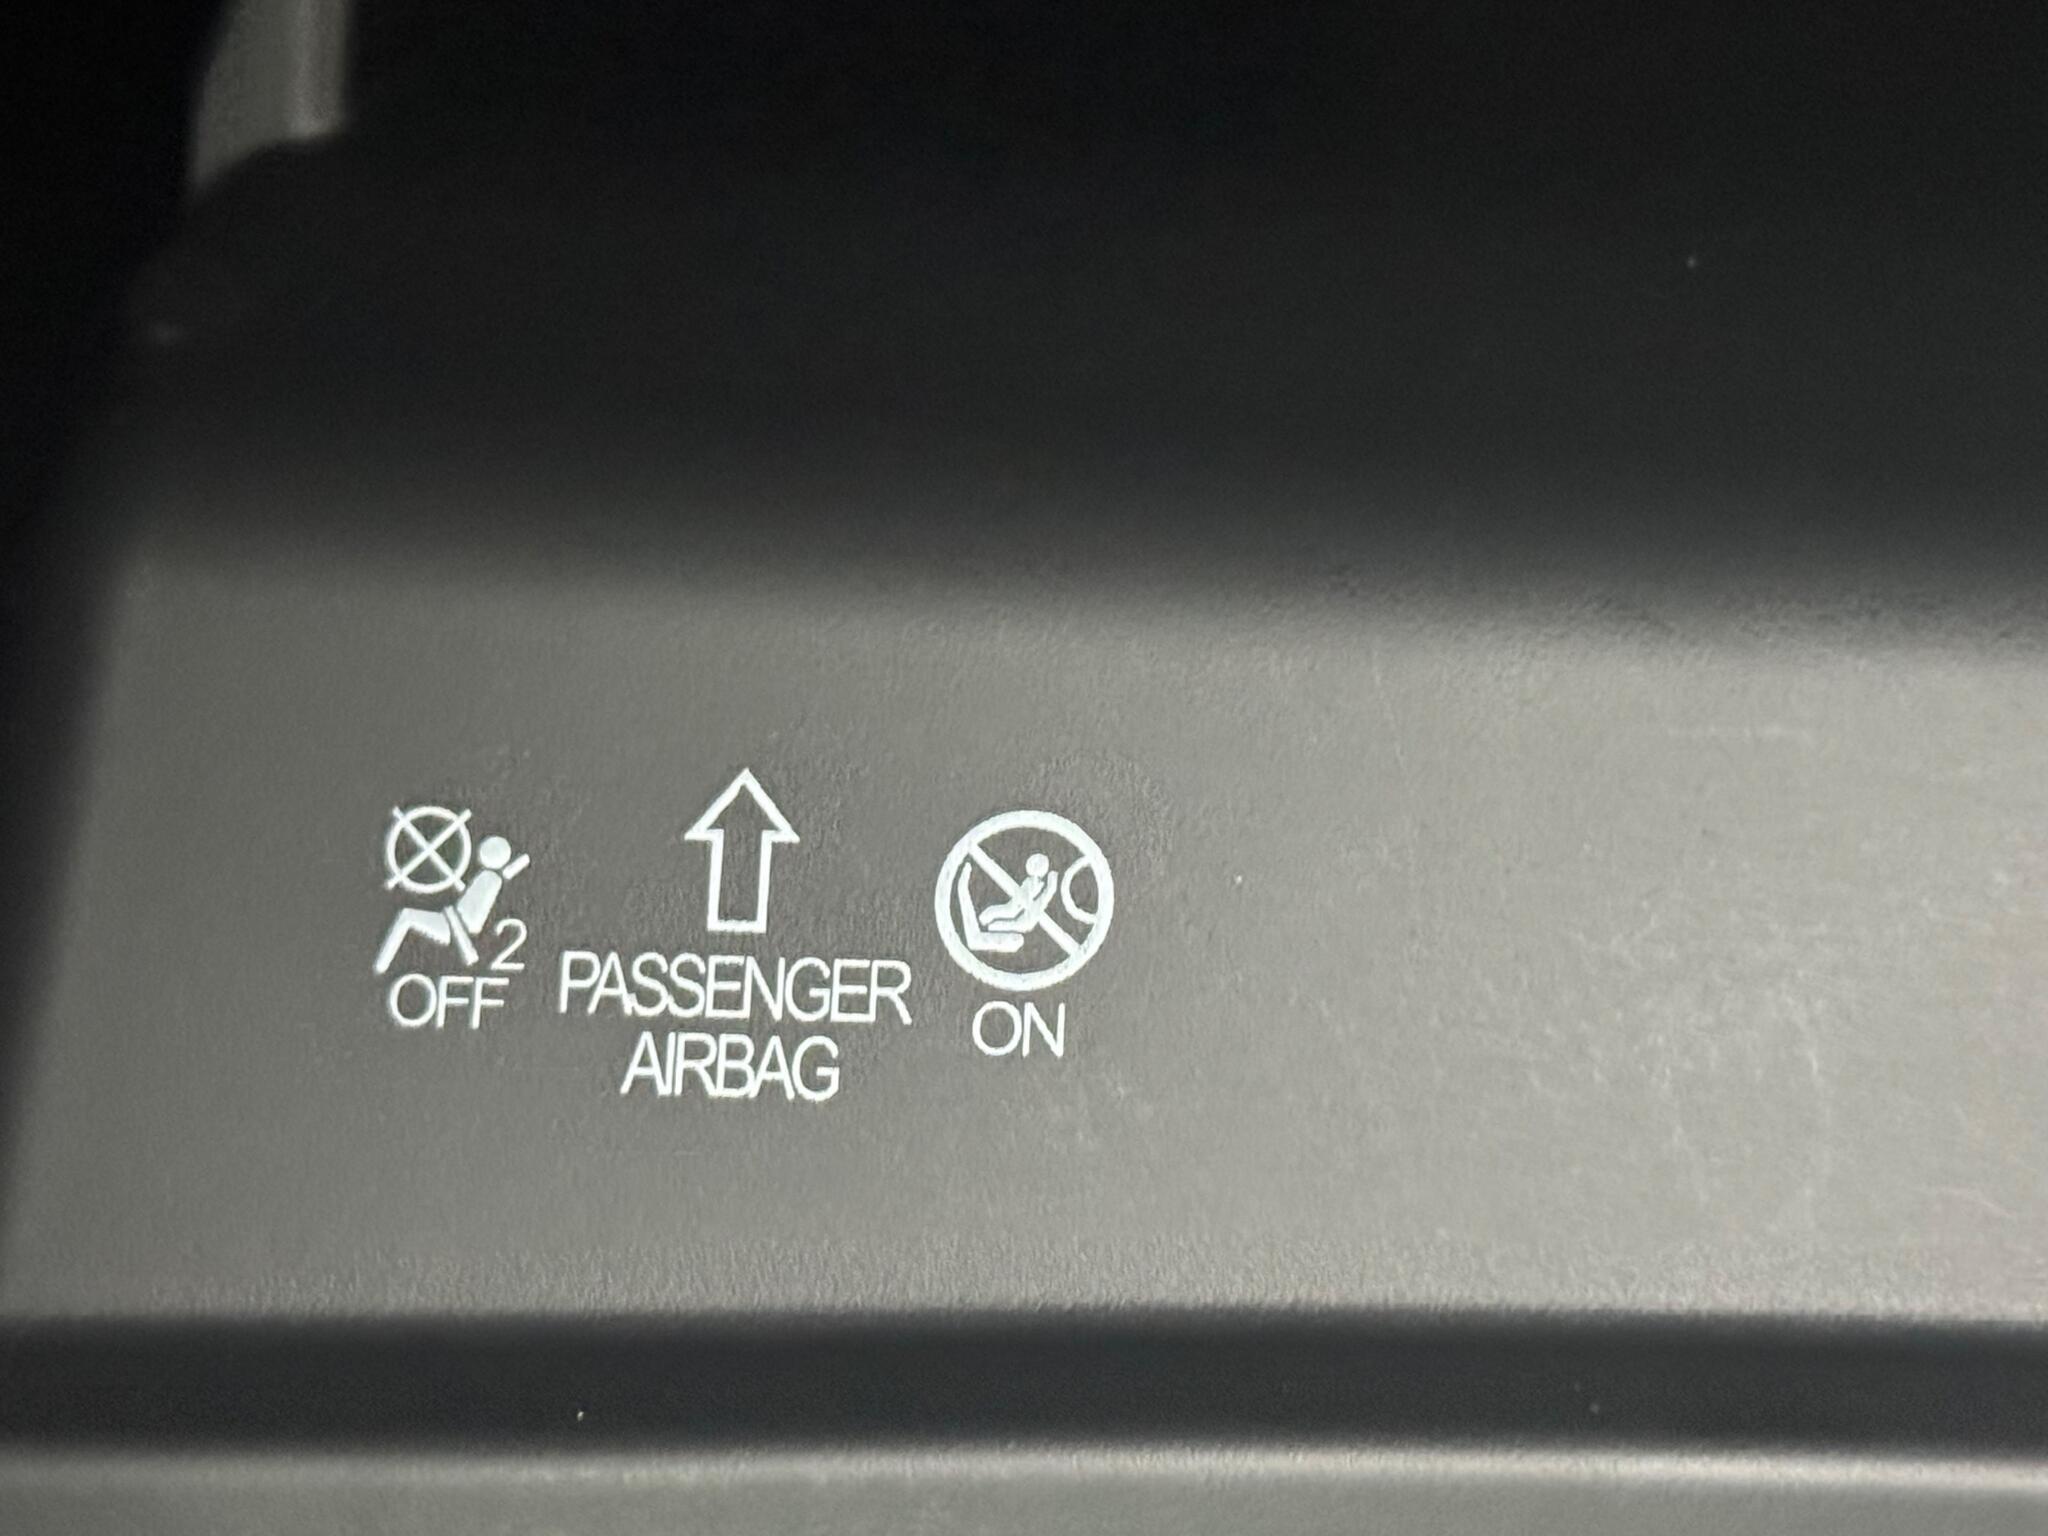 2
OFF
PASSENGER
AIRBAG
ON